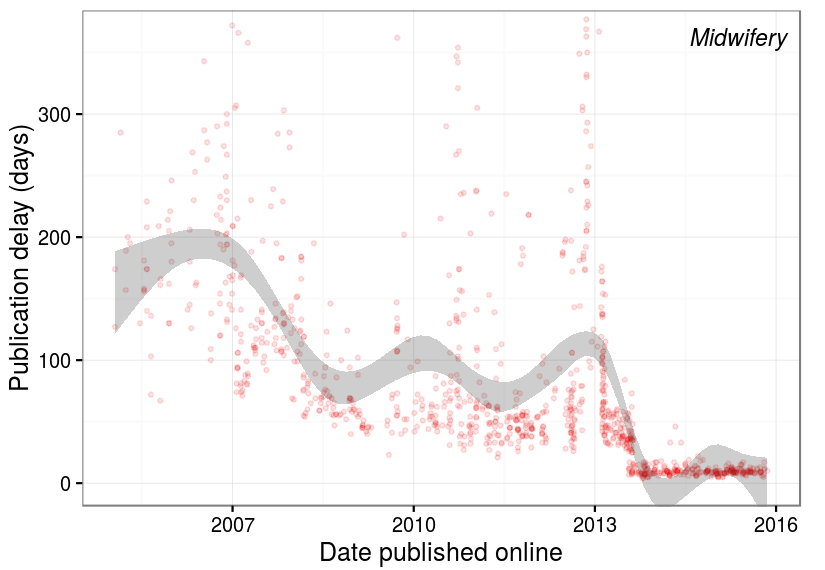 Midwifery
Publication delay (days)
300
200
100
0
2007 2010 2013 2016
Date published online